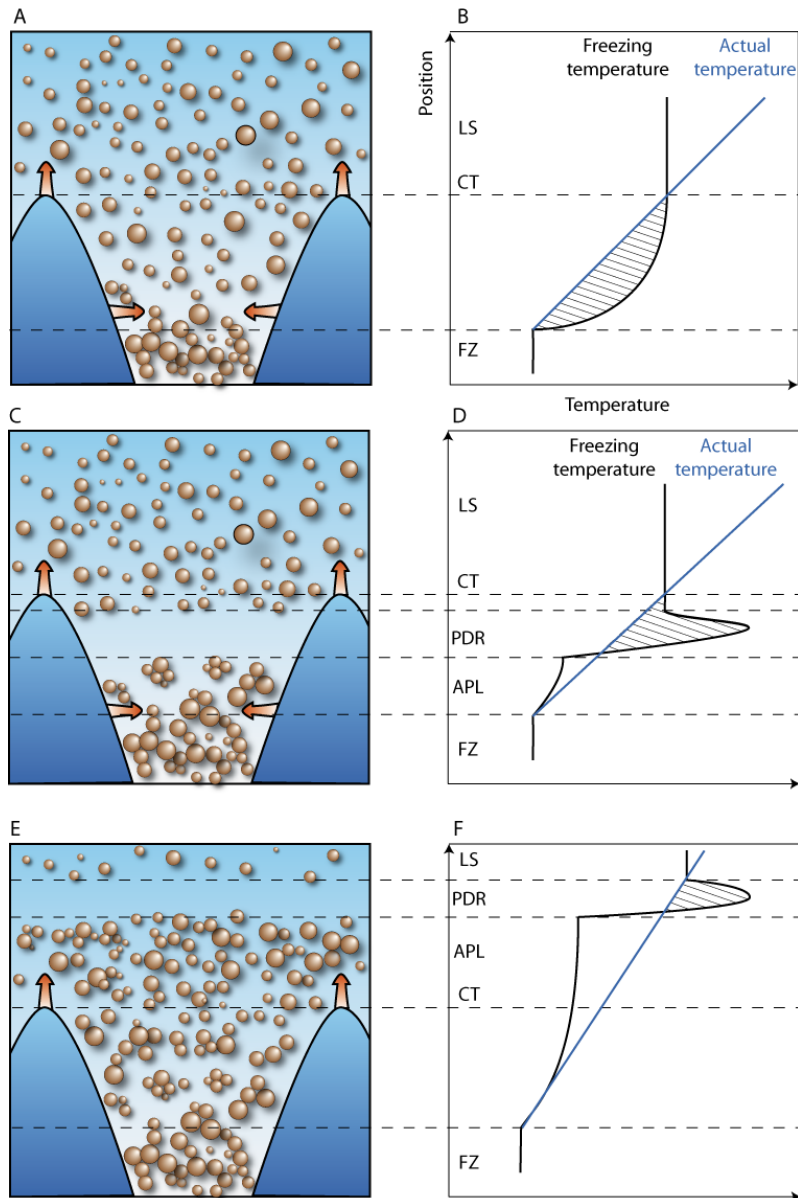 A
B
Freezing
temperature
Actual
temperature
Position
LS
CT
FZ
Temperature
C
D
Freezing
temperature
Actual
temperature
LS
CT
PDR
APL
FZ
E
F
LS
PDR
APL
CT
FZ